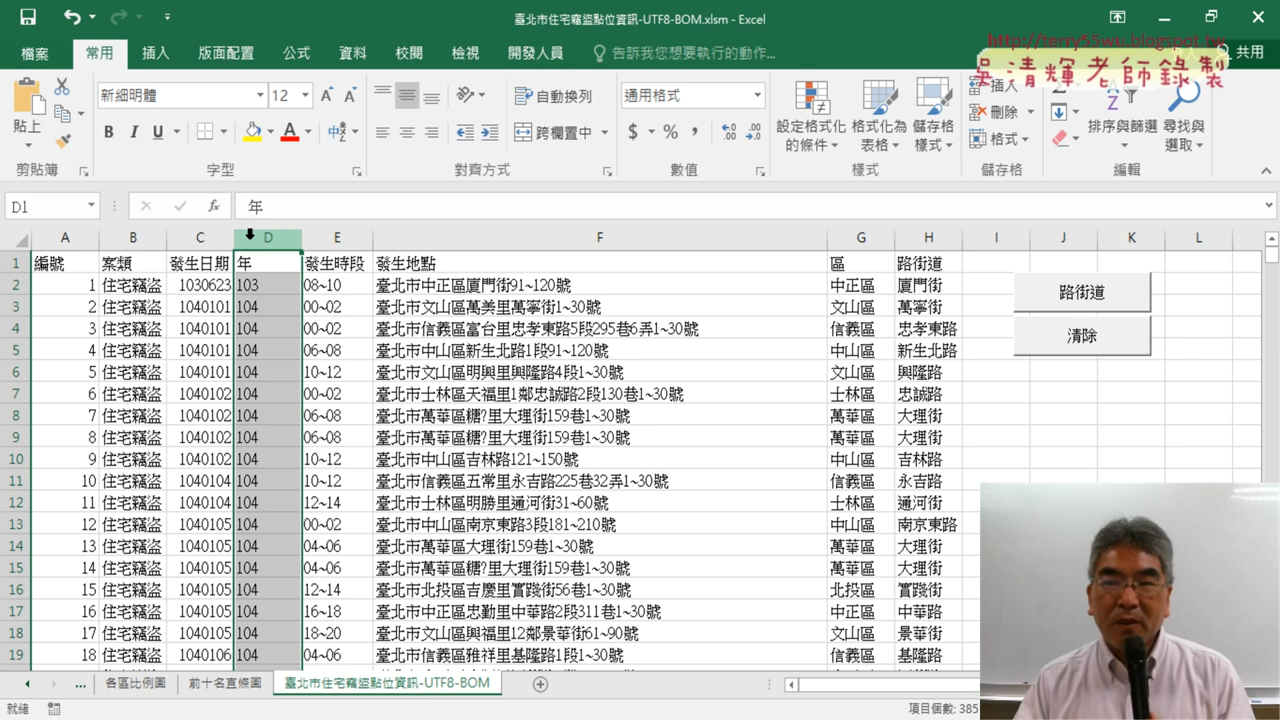 臺北市住宅竊盜點位資訊-UTF8-BOM.xlsm - Excel
http://terry55wu.blogspot.tw
吳清輝老師錄製
檔案 常用 插入 版面配置 公式 資料 校閱 檢視 開發人員 告訴我您想要執行的動作... 共用
貼上 新細明體 12 自動換列 通用格式 設定格式化的條件 格式化為表格 儲存格樣式 插入 排序與篩選 尋找與選取
B I U 中 跨欄置中 $ % 刪除 格式
剪貼簿 字型 對齊方式 數值 樣式 儲存格 編輯
D1 fx 年
A B C D E F G H I J K L
1 編號 案類 發生日期 年 發生時段 發生地點 區 路街道
2 1 住宅竊盜 1030623 103 08~10 臺北市中正區廈門街91~120號 中正區 廈門街
路街道
3 2 住宅竊盜 1040101 104 00~02 臺北市文山區萬美里萬寧街1~30號 文山區 萬寧街
4 3 住宅竊盜 1040101 104 00~02 臺北市信義區富台里忠孝東路5段295巷6弄1~30號 信義區 忠孝東路
清除
5 4 住宅竊盜 1040101 104 06~08 臺北市中山區新生北路1段91~120號 中山區 新生北路
6 5 住宅竊盜 1040101 104 10~12 臺北市文山區明興里興隆路4段1~30號 文山區 興隆路
7 6 住宅竊盜 1040102 104 00~02 臺北市士林區天福里1鄰忠誠路2段130巷1~30號 士林區 忠誠路
8 7 住宅竊盜 1040102 104 06~08 臺北市萬華區糖?里大理街159巷1~30號 萬華區 大理街
9 8 住宅竊盜 1040102 104 06~08 臺北市萬華區糖?里大理街159巷1~30號 萬華區 大理街
10 9 住宅竊盜 1040102 104 10~12 臺北市中山區吉林路121~150號 中山區 吉林路
11 10 住宅竊盜 1040104 104 10~12 臺北市信義區五常里永吉路225巷32弄1~30號 信義區 永吉路
12 11 住宅竊盜 1040104 104 12~14 臺北市士林區明勝里通河街31~60號 士林區 通河街
13 12 住宅竊盜 1040105 104 00~02 臺北市中山區南京東路3段181~210號 中山區 南京東路
14 13 住宅竊盜 1040105 104 04~06 臺北市萬華區大理街159巷1~30號 萬華區 大理街
15 14 住宅竊盜 1040105 104 04~06 臺北市萬華區糖?里大理街159巷1~30號 萬華區 大理街
16 15 住宅竊盜 1040105 104 12~14 臺北市北投區吉慶里實踐街56巷1~30號 北投區 實踐街
17 16 住宅竊盜 1040105 104 16~18 臺北市中正區忠勤里中華路2段311巷1~30號 中正區 中華路
18 17 住宅竊盜 1040105 104 18~20 臺北市文山區興福里12鄰景華街61~90號 文山區 景華街
19 18 住宅竊盜 1040106 104 04~06 臺北市信義區雅祥里基隆路1段1~30號 信義區 基隆路
... 各區比例圖 前十名直條圖 臺北市住宅竊盜點位資訊-UTF8-BOM
就緒 項目個數: 385